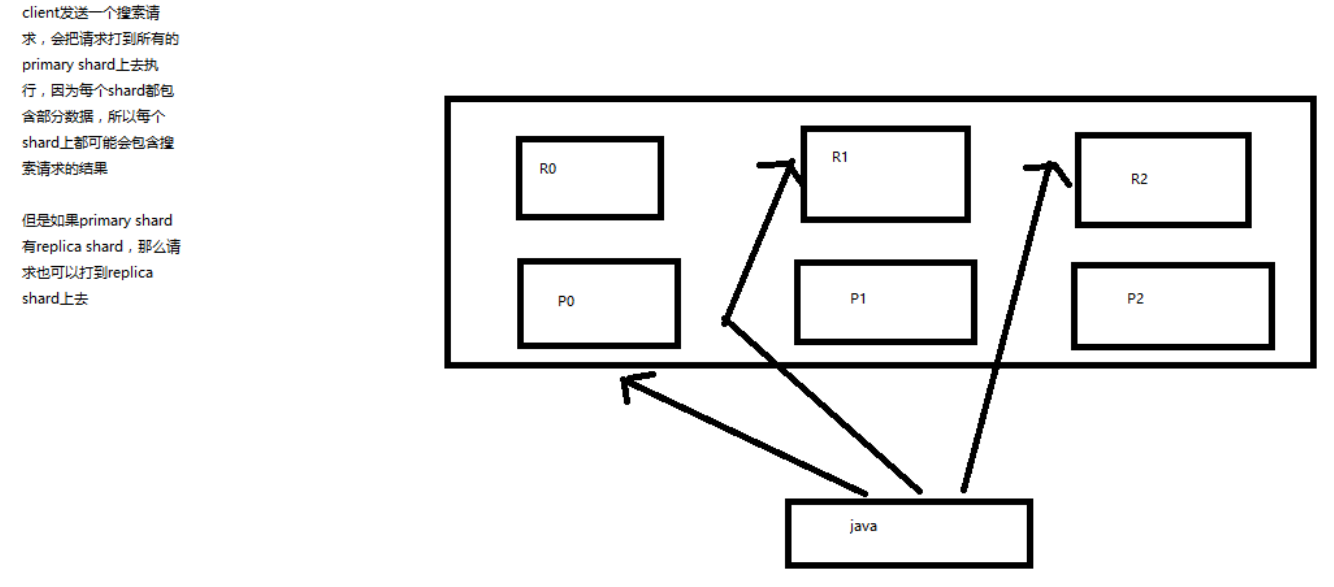 client发送一个搜索请
求，会把请求打到所有的
primary shard上去执
行，因为每个shard都包
含部分数据，所以每个
shard上都可能会包含搜
索请求的结果
但是如果primary shard
有replica shard，那么请
求也可以打到replica
shard上去
R0
R1
R2
P0
P1
P2
java